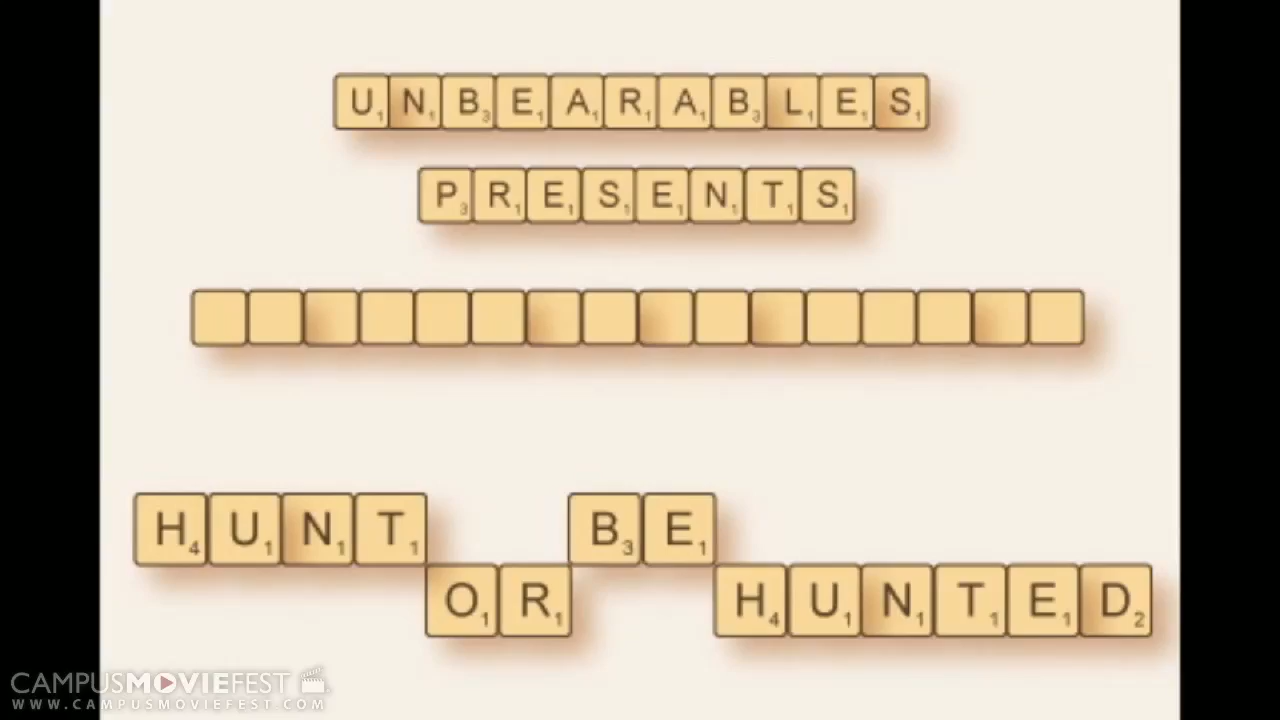 UNBEARABLES
PRESENTS
HUNT BE
OR HUNTED
CAMPUSMOVIEFEST
WWW.CAMPUSMOVIEFEST.COM